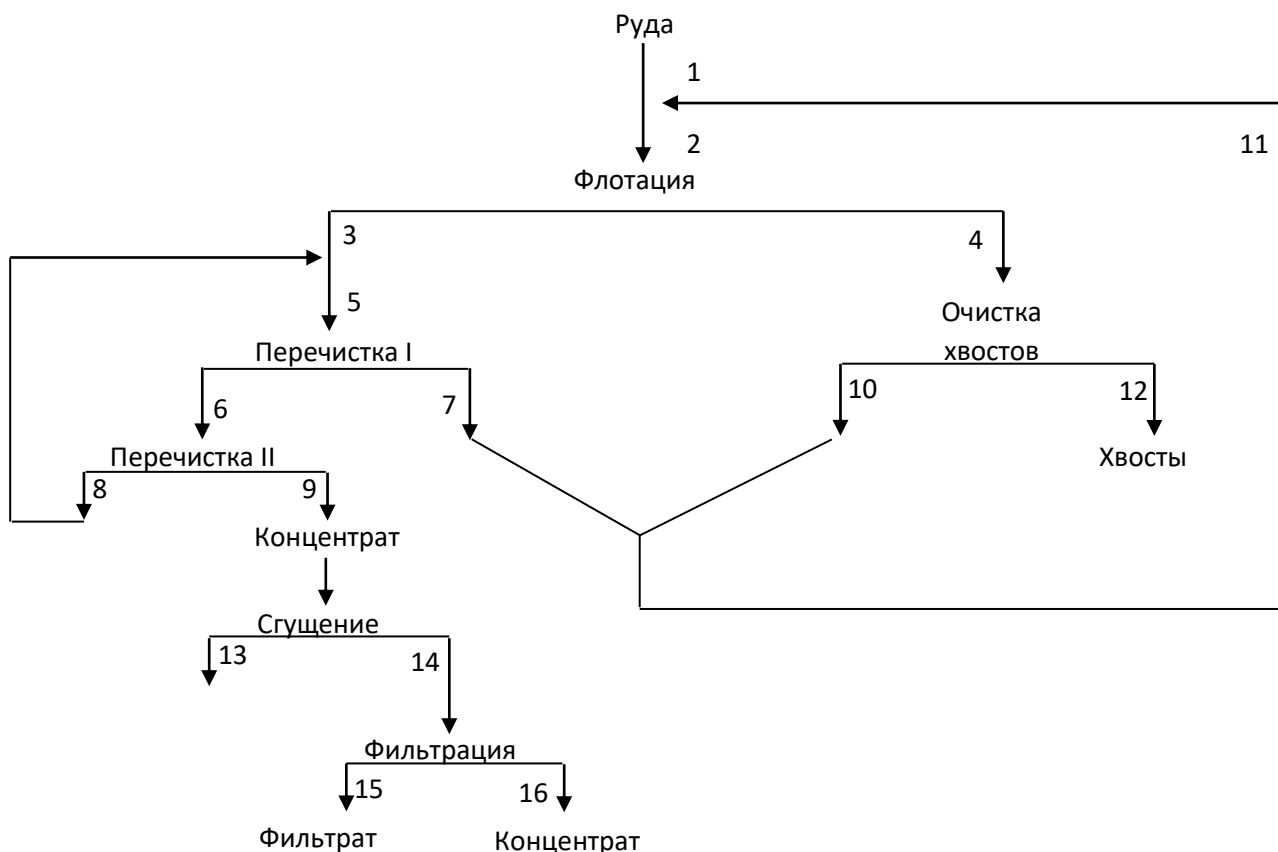 Руда
1
2
11
Флотация
3
4
5
Очистка
хвостов
Перечистка I
6
7
10
12
Перечистка II
Хвосты
8
9
Концентрат
Сгущение
13
14
Фильтрация
15
16
Фильтрат
Концентрат